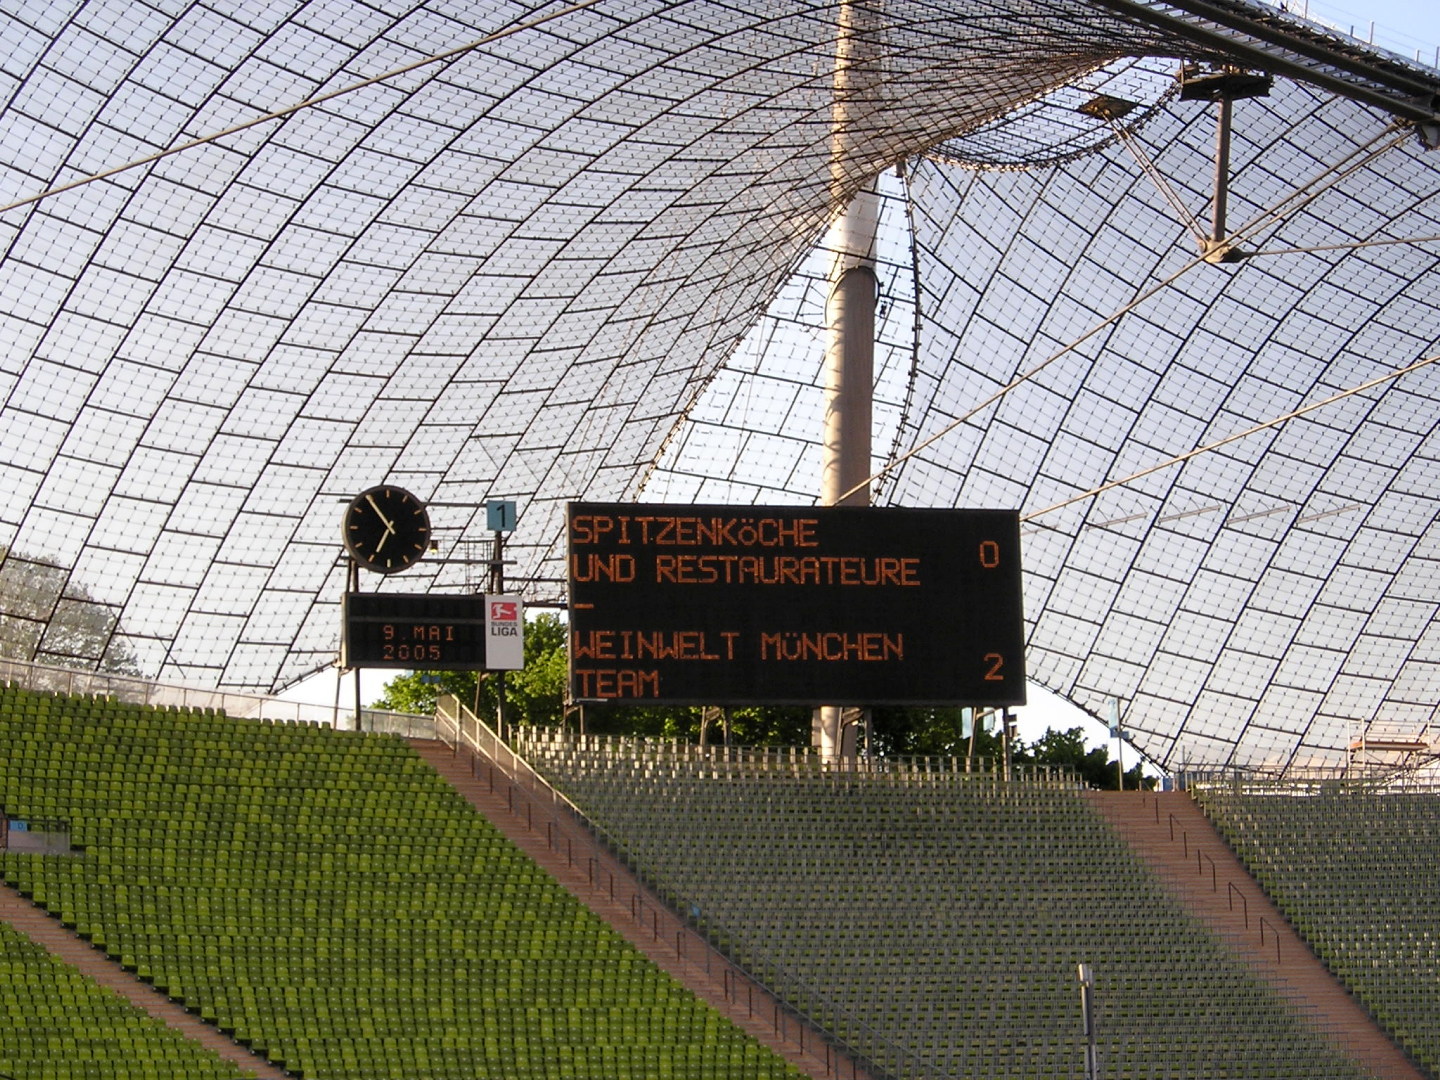 1
SPITZENKÖCHE
UND RESTAURATEURE 0
–
WEINWELT MÜNCHEN
TEAM 2
9.MAI
2005
BUNDES
LIGA